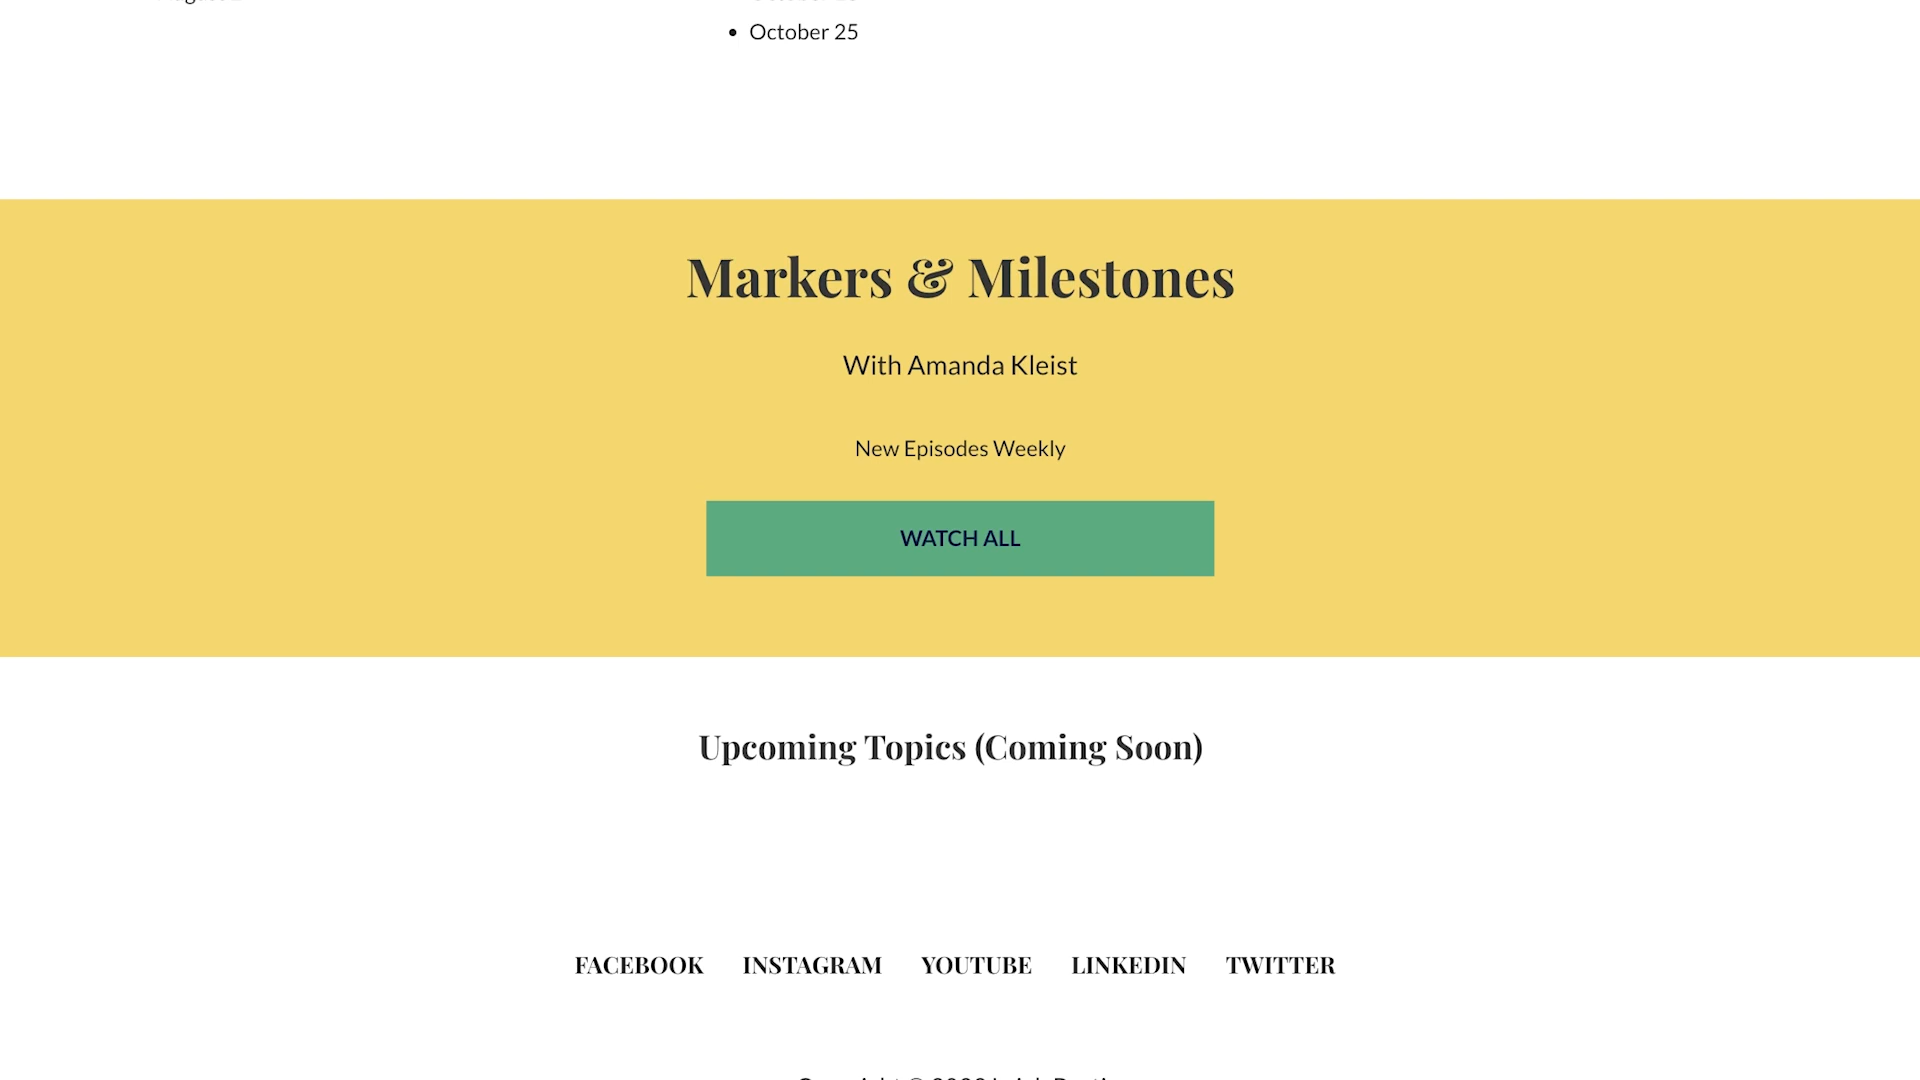 • October 25
Markers & Milestones
With Amanda Kleist
New Episodes Weekly
WATCH ALL
Upcoming Topics (Coming Soon)
FACEBOOK INSTAGRAM YOUTUBE LINKEDIN TWITTER